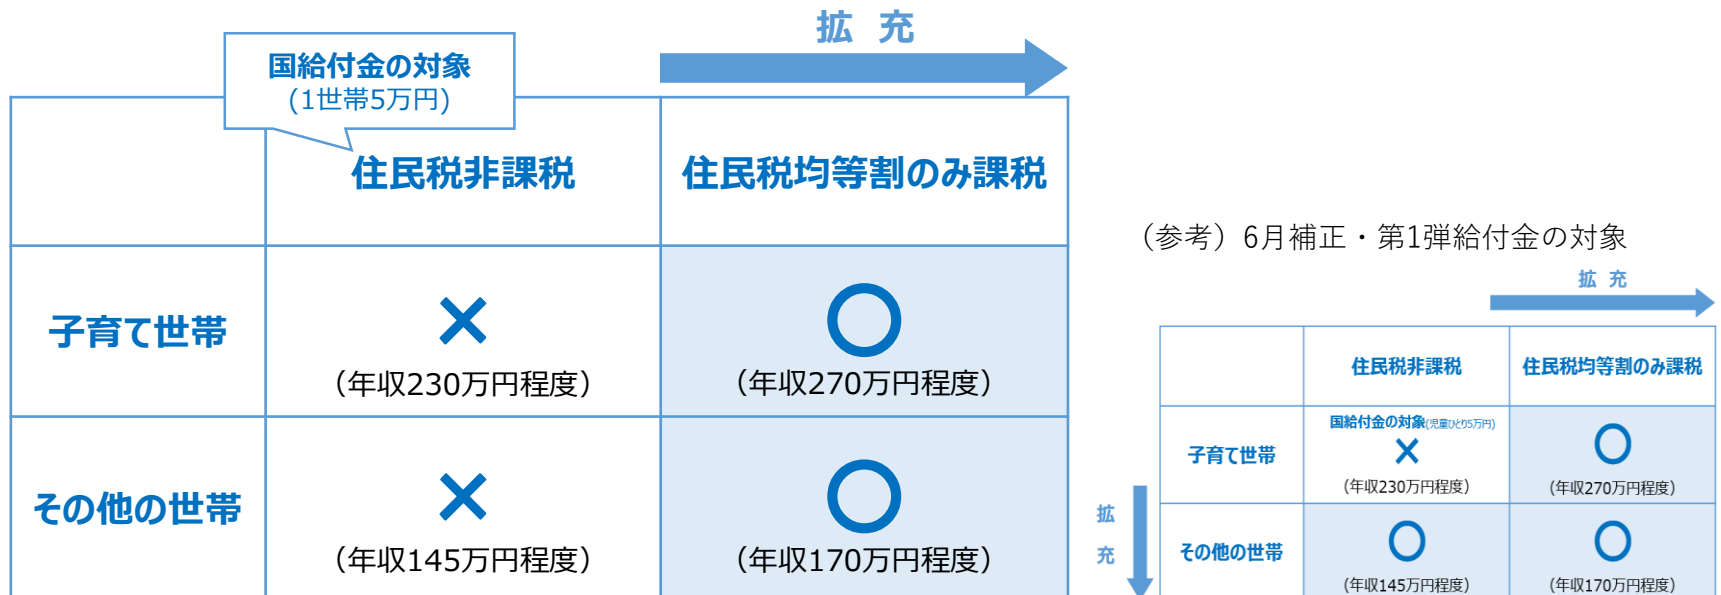 拡 充
国給付金の対象
(1世帯5万円)
住民税非課税
住民税均等割のみ課税
子育て世帯
×
(年収230万円程度)
○
(年収270万円程度)
その他の世帯
×
(年収145万円程度)
○
(年収170万円程度)
(参考)6月補正・第1弾給付金の対象
拡 充
住民税非課税
住民税均等割のみ課税
子育て世帯
国給付金の対象(児童ひとり5万円)
×
(年収230万円程度)
○
(年収270万円程度)
拡
充
その他の世帯
○
(年収145万円程度)
○
(年収170万円程度)